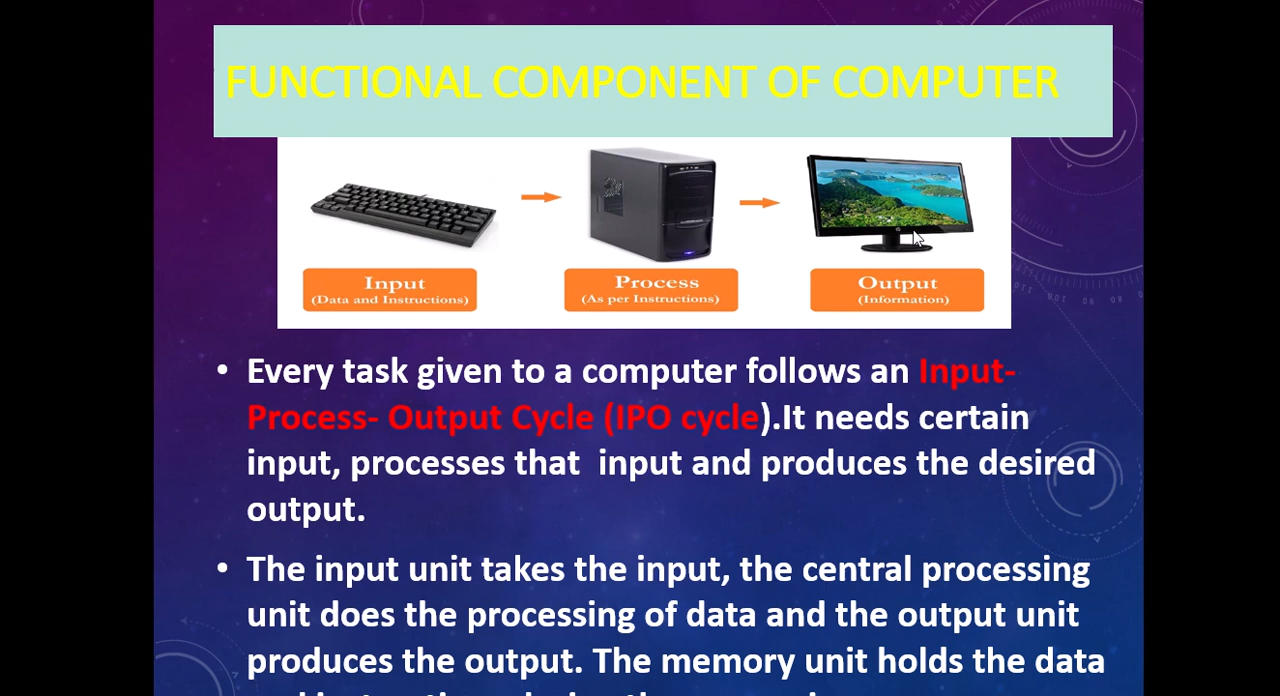 FUNCTIONAL COMPONENT OF COMPUTER
Input
(Data and Instructions)
Process
(As per Instructions)
Output
(Information)
• Every task given to a computer follows an Input-
Process- Output Cycle (IPO cycle).It needs certain
input, processes that  input and produces the desired
output.
• The input unit takes the input, the central processing
unit does the processing of data and the output unit
produces the output. The memory unit holds the data